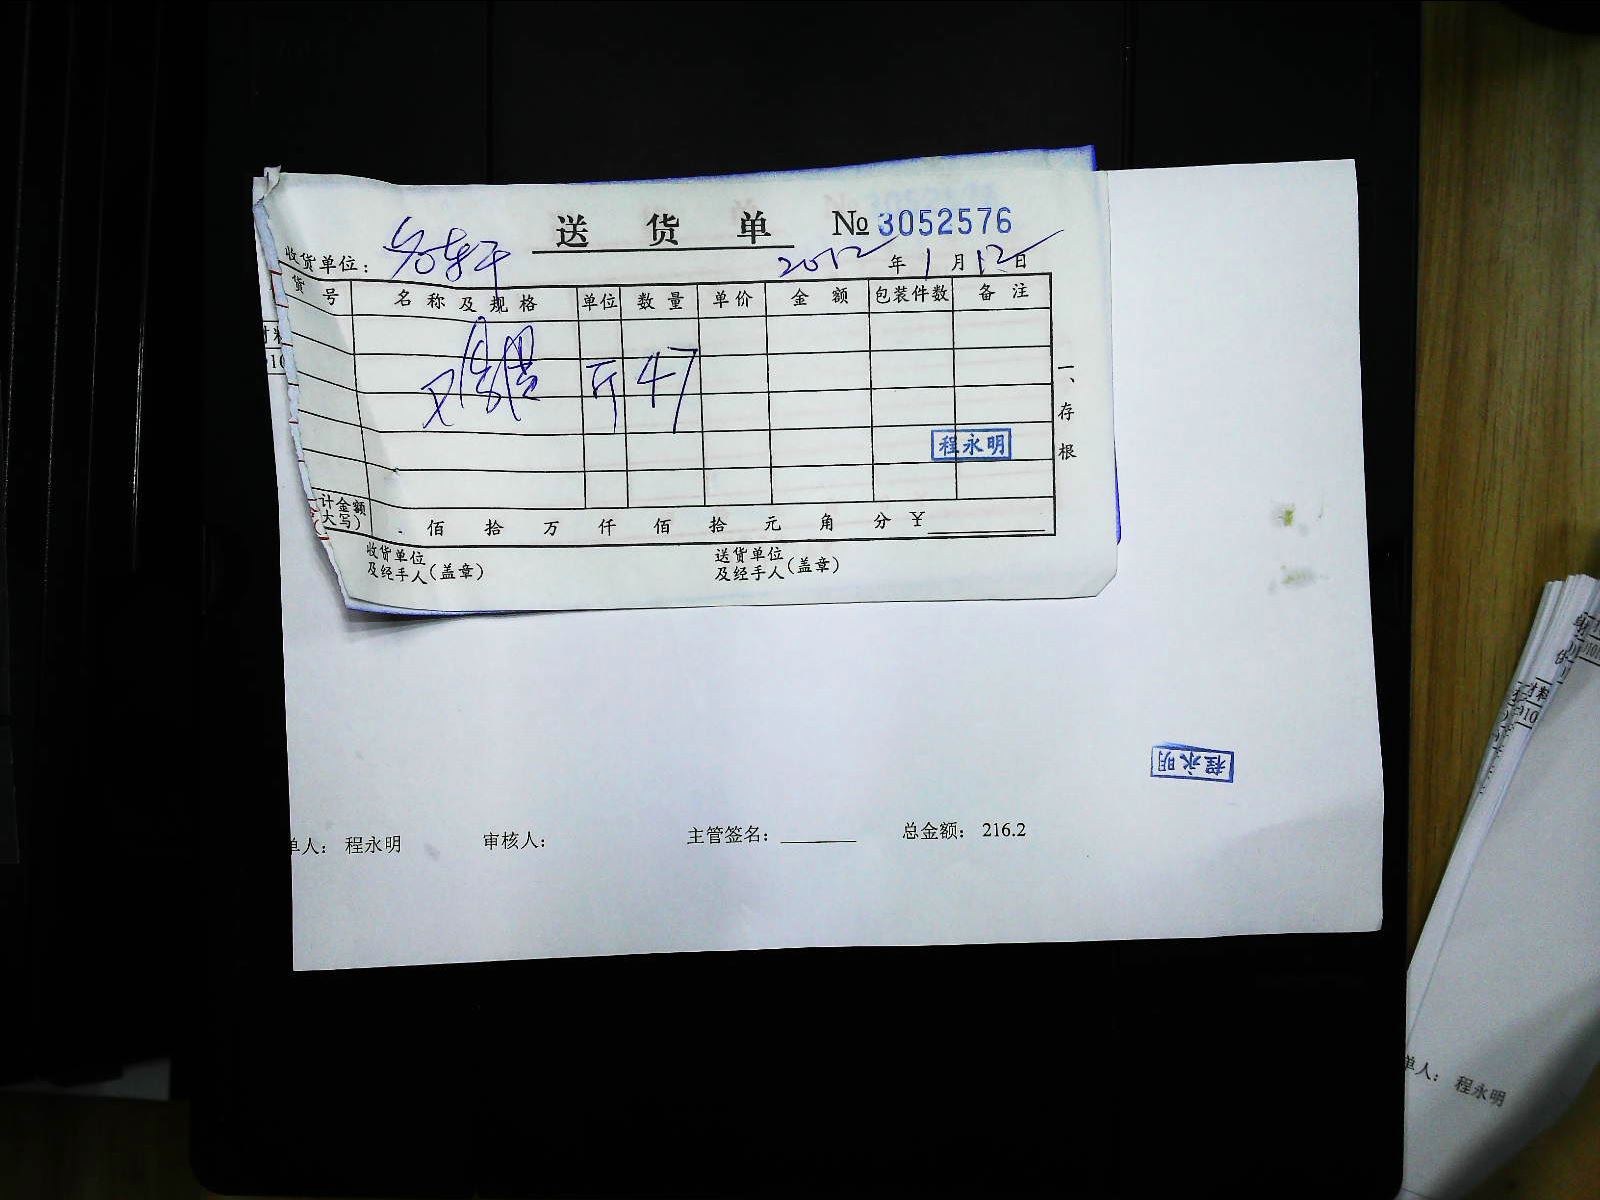 送 货 单 № 3052576
收货单位：
2012 年 1 月 12 日
货 号 名 称 及 规 格 单位 数 量 单价 金 额 包装件数 备 注
斤 47
程永明
一、存根
计金额
大写) 佰 拾 万 仟 佰 拾 元 角 分 ￥
收货单位
及经手人(盖章)
送货单位
及经手人(盖章)
程永明
单人： 程永明 审核人： 主管签名： 总金额： 216.2
材料
910
单人： 程永明